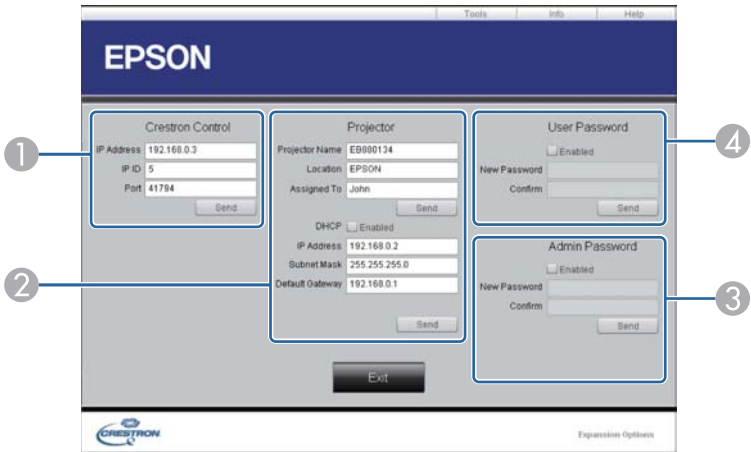 Tools Info Help
EPSON
Crestron Control
IP Address 192.168.0.3
IP ID 5
Port 41794
Send
1
Projector
Projector Name EB980134
Location EPSON
Assigned To John
Send
DHCP Enabled
IP Address 192.168.0.2
Subnet Mask 255.255.255.0
Default Gateway 192.168.0.1
Send
2
User Password
Enabled
New Password
Confirm
Send
4
Admin Password
Enabled
New Password
Confirm
Send
3
Exit
CRESTRON
Expansion Options